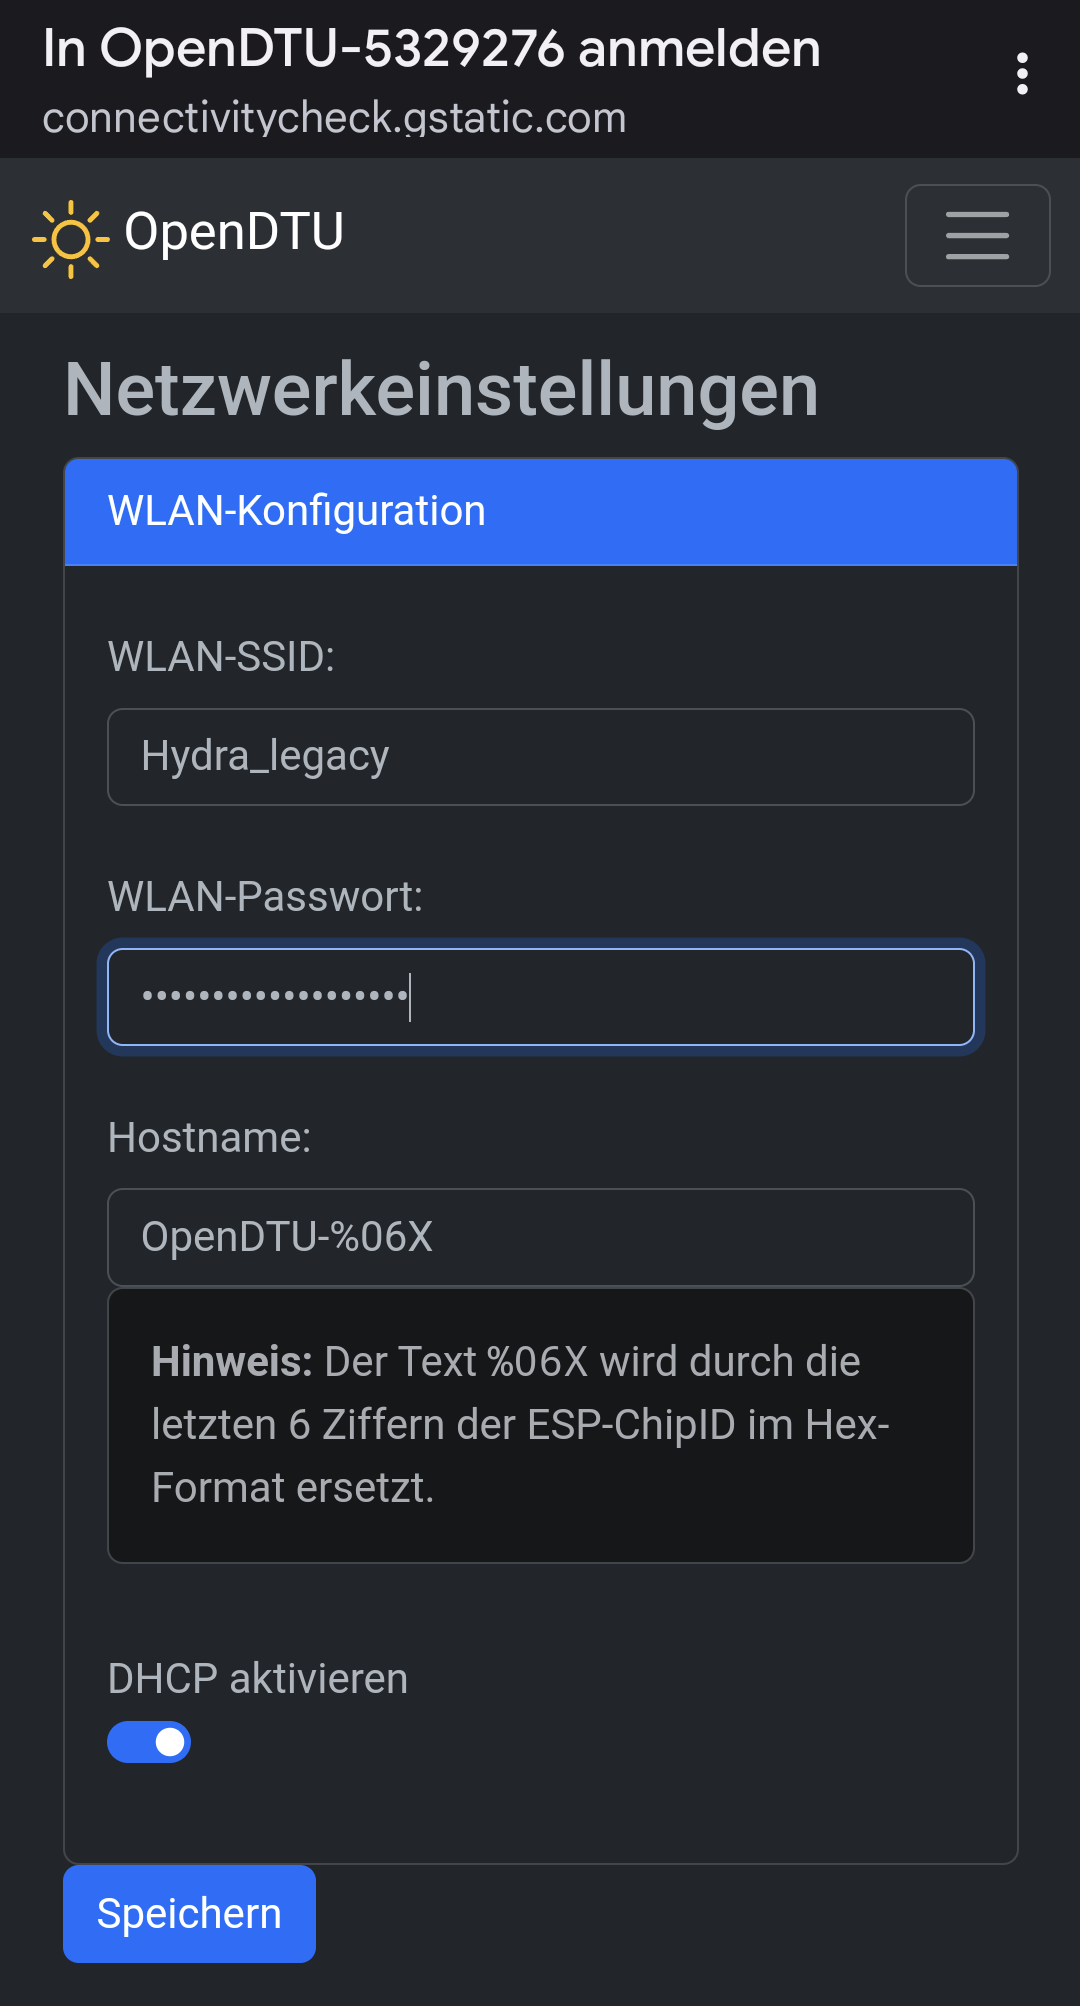 In OpenDTU-5329276 anmelden
connectivitycheck.gstatic.com
OpenDTU
Netzwerkeinstellungen
WLAN-Konfiguration
WLAN-SSID:
Hydra_legacy
WLAN-Passwort:
•••••••••••••••••••
Hostname:
OpenDTU-%06X
Hinweis: Der Text %06X wird durch die
letzten 6 Ziffern der ESP-ChipID im Hex-
Format ersetzt.
DHCP aktivieren
Speichern